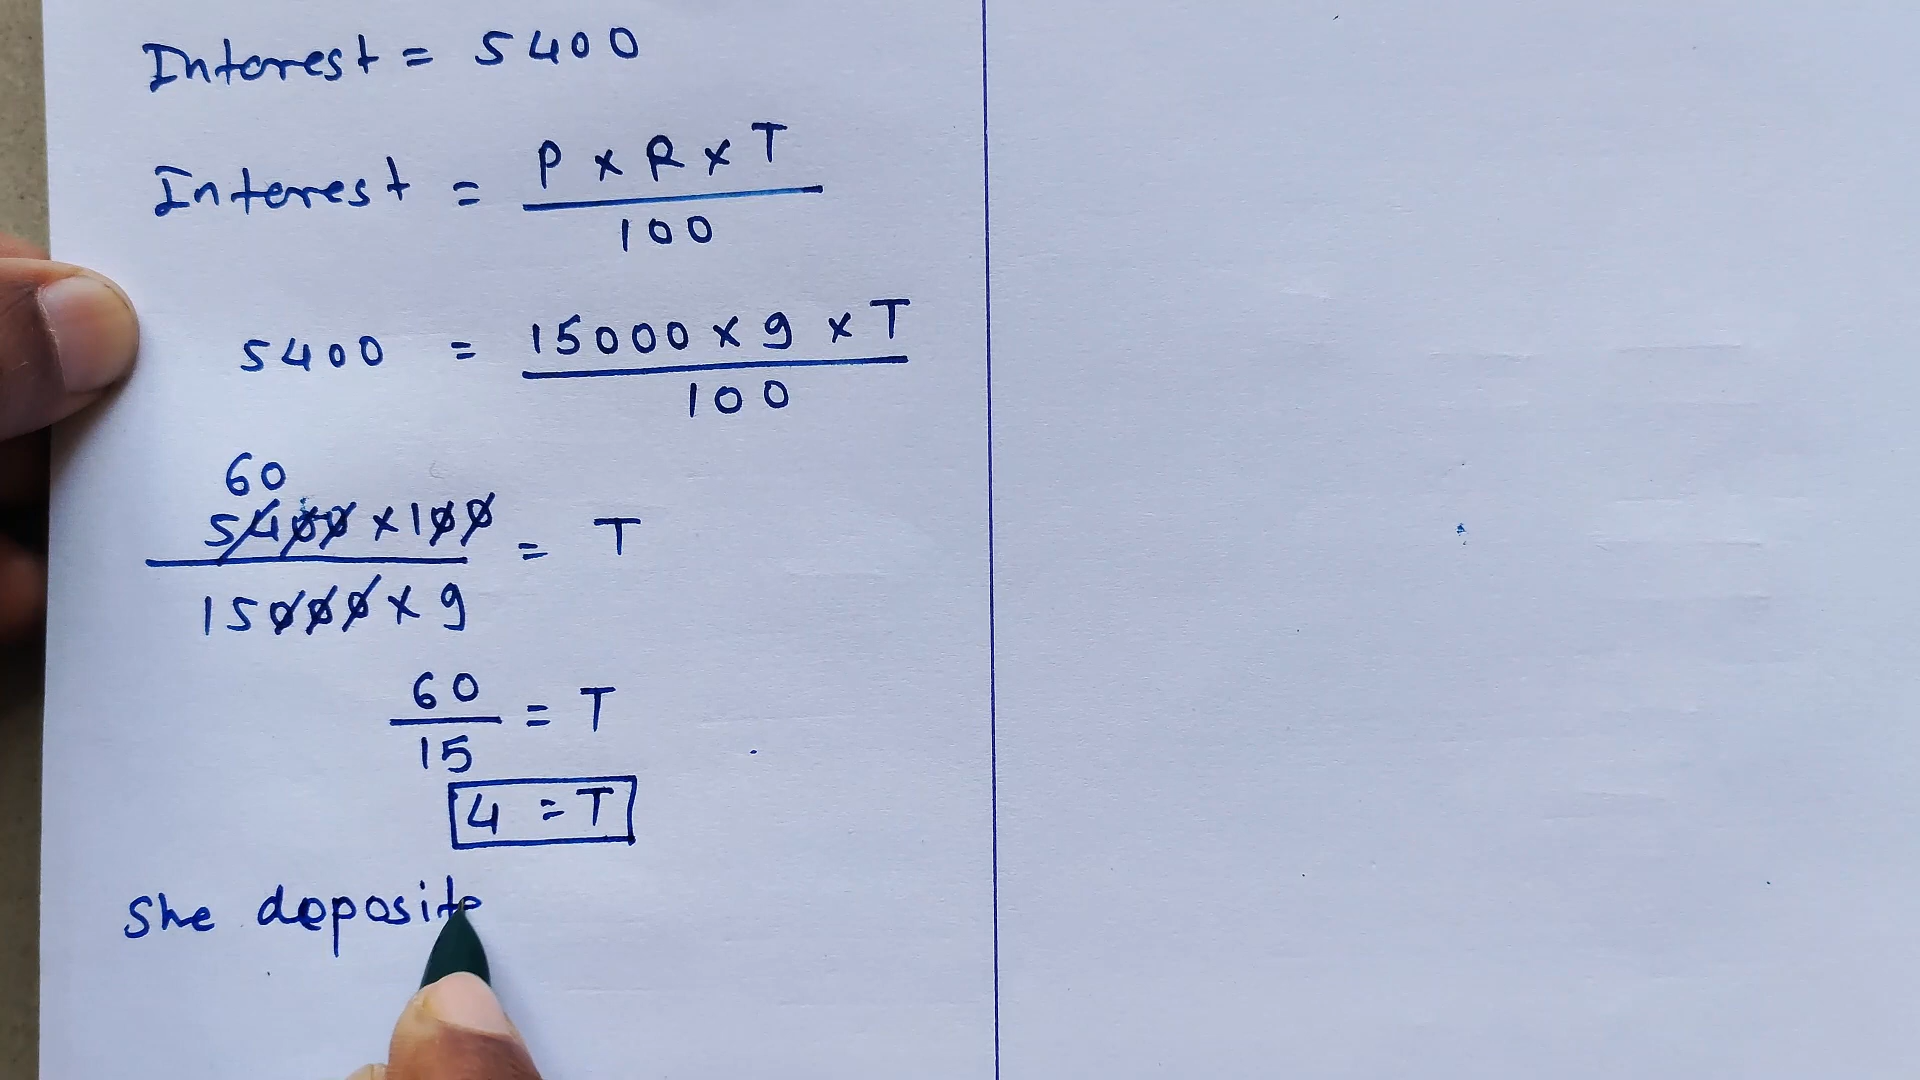 Interest = 5400
Interest = P x R x T
100
5400 = 15000 x 9 x T
100
60
5400 x 100 = T
15000 x 9
60 = T
15
4 = T
She deposite